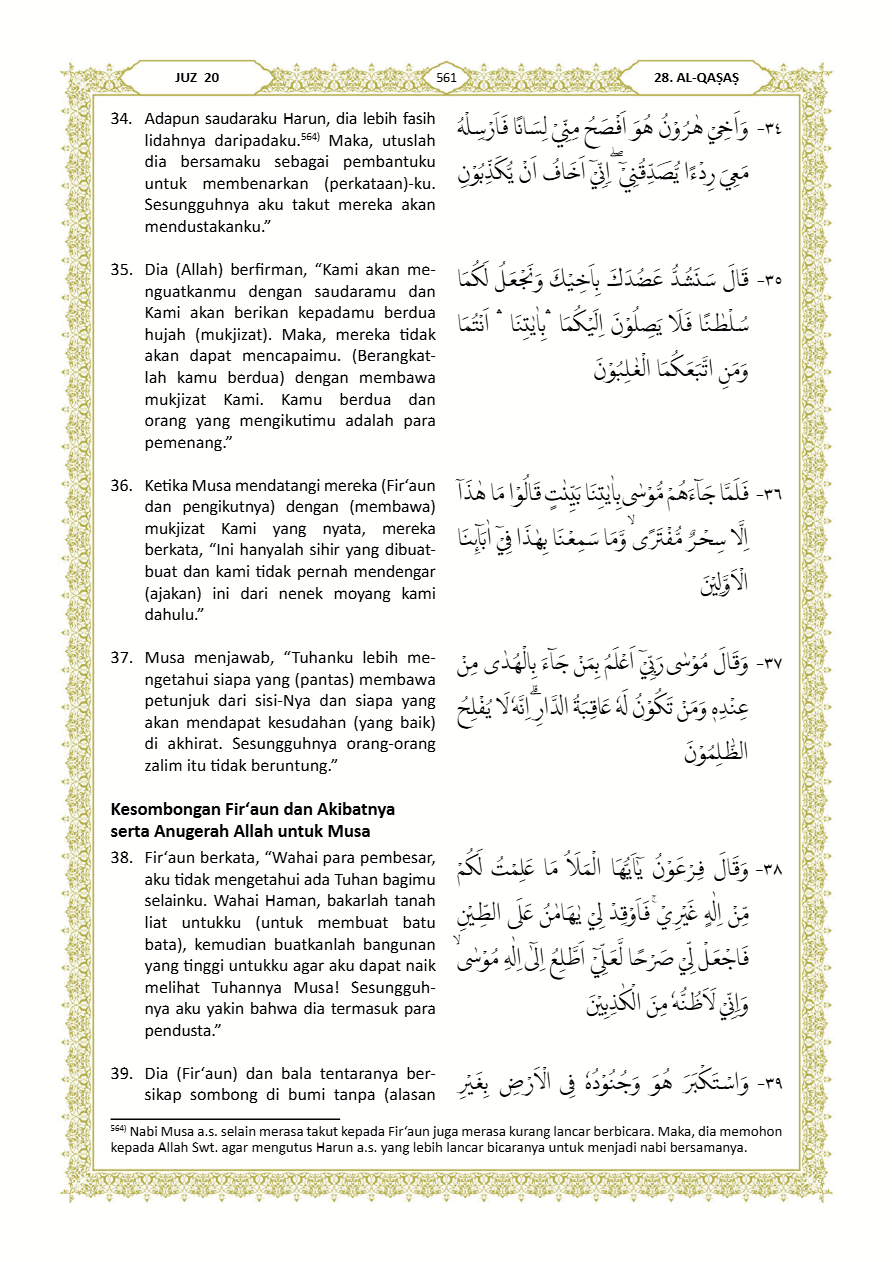 JUZ 20
561
28. AL-QAṢAṢ
34. Adapun saudaraku Harun, dia lebih fasih
lidahnya daripadaku.⁵⁶⁴⁾ Maka, utuslah
dia bersamaku sebagai pembantuku
untuk membenarkan (perkataan)-ku.
Sesungguhnya aku takut mereka akan
mendustakanku.”
٣٤- وَاَخِيْ هٰرُوْنُ هُوَ اَفْصَحُ مِنِّيْ لِسَانًا فَاَرْسِلْهُ
مَعِيَ رِدْءًا يُّصَدِّقُنِيْٓ ۖاِنِّيْٓ اَخَافُ اَنْ يُّكَذِّبُوْنِ
35. Dia (Allah) berfirman, “Kami akan me-
nguatkanmu dengan saudaramu dan
Kami akan berikan kepadamu berdua
hujah (mukjizat). Maka, mereka tidak
akan dapat mencapaimu. (Berangkat-
lah kamu berdua) dengan membawa
mukjizat Kami. Kamu berdua dan
orang yang mengikutimu adalah para
pemenang.”
٣٥- قَالَ سَنَشُدُّ عَضُدَكَ بِاَخِيْكَ وَنَجْعَلُ لَكُمَا
سُلْطٰنًا فَلَا يَصِلُوْنَ اِلَيْكُمَا ۛبِاٰيٰتِنَا ۛ اَنْتُمَا
وَمَنِ اتَّبَعَكُمَا الْغٰلِبُوْنَ
36. Ketika Musa mendatangi mereka (Fir‘aun
dan pengikutnya) dengan (membawa)
mukjizat Kami yang nyata, mereka
berkata, “Ini hanyalah sihir yang dibuat-
buat dan kami tidak pernah mendengar
(ajakan) ini dari nenek moyang kami
dahulu.”
٣٦- فَلَمَّا جَاۤءَهُمْ مُّوْسٰى بِاٰيٰتِنَا بَيِّنٰتٍ قَالُوْا مَا هٰذَآ
اِلَّا سِحْرٌ مُّفْتَرًىۙ وَّمَا سَمِعْنَا بِهٰذَا فِيْٓ اٰبَاۤىِٕنَا
الْاَوَّلِيْنَ
37. Musa menjawab, “Tuhanku lebih me-
ngetahui siapa yang (pantas) membawa
petunjuk dari sisi-Nya dan siapa yang
akan mendapat kesudahan (yang baik)
di akhirat. Sesungguhnya orang-orang
zalim itu tidak beruntung.”
٣٧- وَقَالَ مُوْسٰى رَبِّيْٓ اَعْلَمُ بِمَنْ جَاۤءَ بِالْهُدٰى مِنْ
عِنْدِهٖ وَمَنْ تَكُوْنُ لَهٗ عَاقِبَةُ الدَّارِۗ اِنَّهٗ لَا يُفْلِحُ
الظّٰلِمُوْنَ
Kesombongan Fir‘aun dan Akibatnya
serta Anugerah Allah untuk Musa
38. Fir‘aun berkata, “Wahai para pembesar,
aku tidak mengetahui ada Tuhan bagimu
selainku. Wahai Haman, bakarlah tanah
liat untukku (untuk membuat batu
bata), kemudian buatkanlah bangunan
yang tinggi untukku agar aku dapat naik
melihat Tuhannya Musa! Sesungguh-
nya aku yakin bahwa dia termasuk para
pendusta.”
٣٨- وَقَالَ فِرْعَوْنُ يٰٓاَيُّهَا الْمَلَاُ مَا عَلِمْتُ لَكُمْ
مِّنْ اِلٰهٍ غَيْرِيْۚ فَاَوْقِدْ لِيْ يٰهَامٰنُ عَلَى الطِّيْنِ
فَاجْعَلْ لِّيْ صَرْحًا لَّعَلِّيْٓ اَطَّلِعُ اِلٰٓى اِلٰهِ مُوْسٰىۙ
وَاِنِّيْ لَاَظُنُّهٗ مِنَ الْكٰذِبِيْنَ
39. Dia (Fir‘aun) dan bala tentaranya ber-
sikap sombong di bumi tanpa (alasan
٣٩- وَاسْتَكْبَرَ هُوَ وَجُنُوْدُهٗ فِى الْاَرْضِ بِغَيْرِ
⁵⁶⁴⁾ Nabi Musa a.s. selain merasa takut kepada Fir‘aun juga merasa kurang lancar berbicara. Maka, dia memohon
kepada Allah Swt. agar mengutus Harun a.s. yang lebih lancar bicaranya untuk menjadi nabi bersamanya.